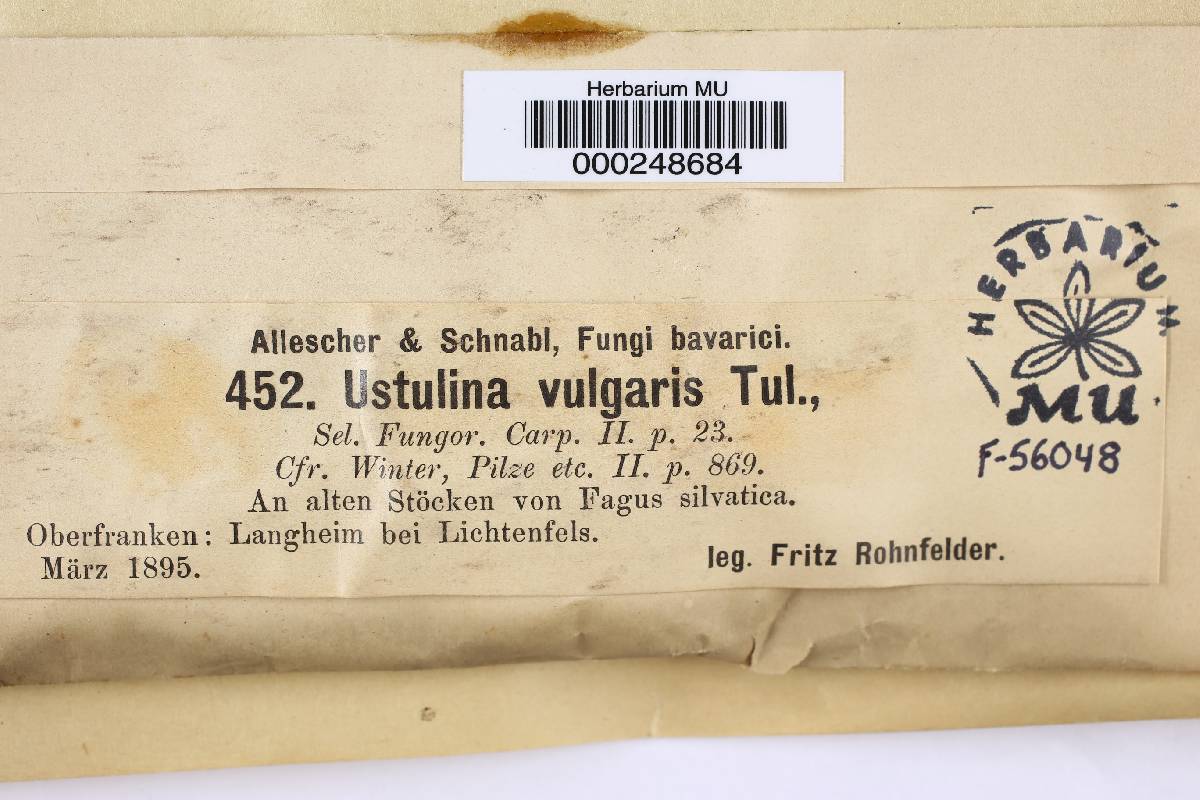 Herbarium MU
000248684
HERBARIUM
MU
F-56048
Allescher & Schnabl, Fungi bavarici.
452. Ustulina vulgaris Tul.,
Sel. Fungor. Carp. II. p. 23.
Cfr. Winter, Pilze etc. II. p. 869.
An alten Stöcken von Fagus silvatica.
Oberfranken: Langheim bei Lichtenfels.
März 1895.
leg. Fritz Rohnfelder.